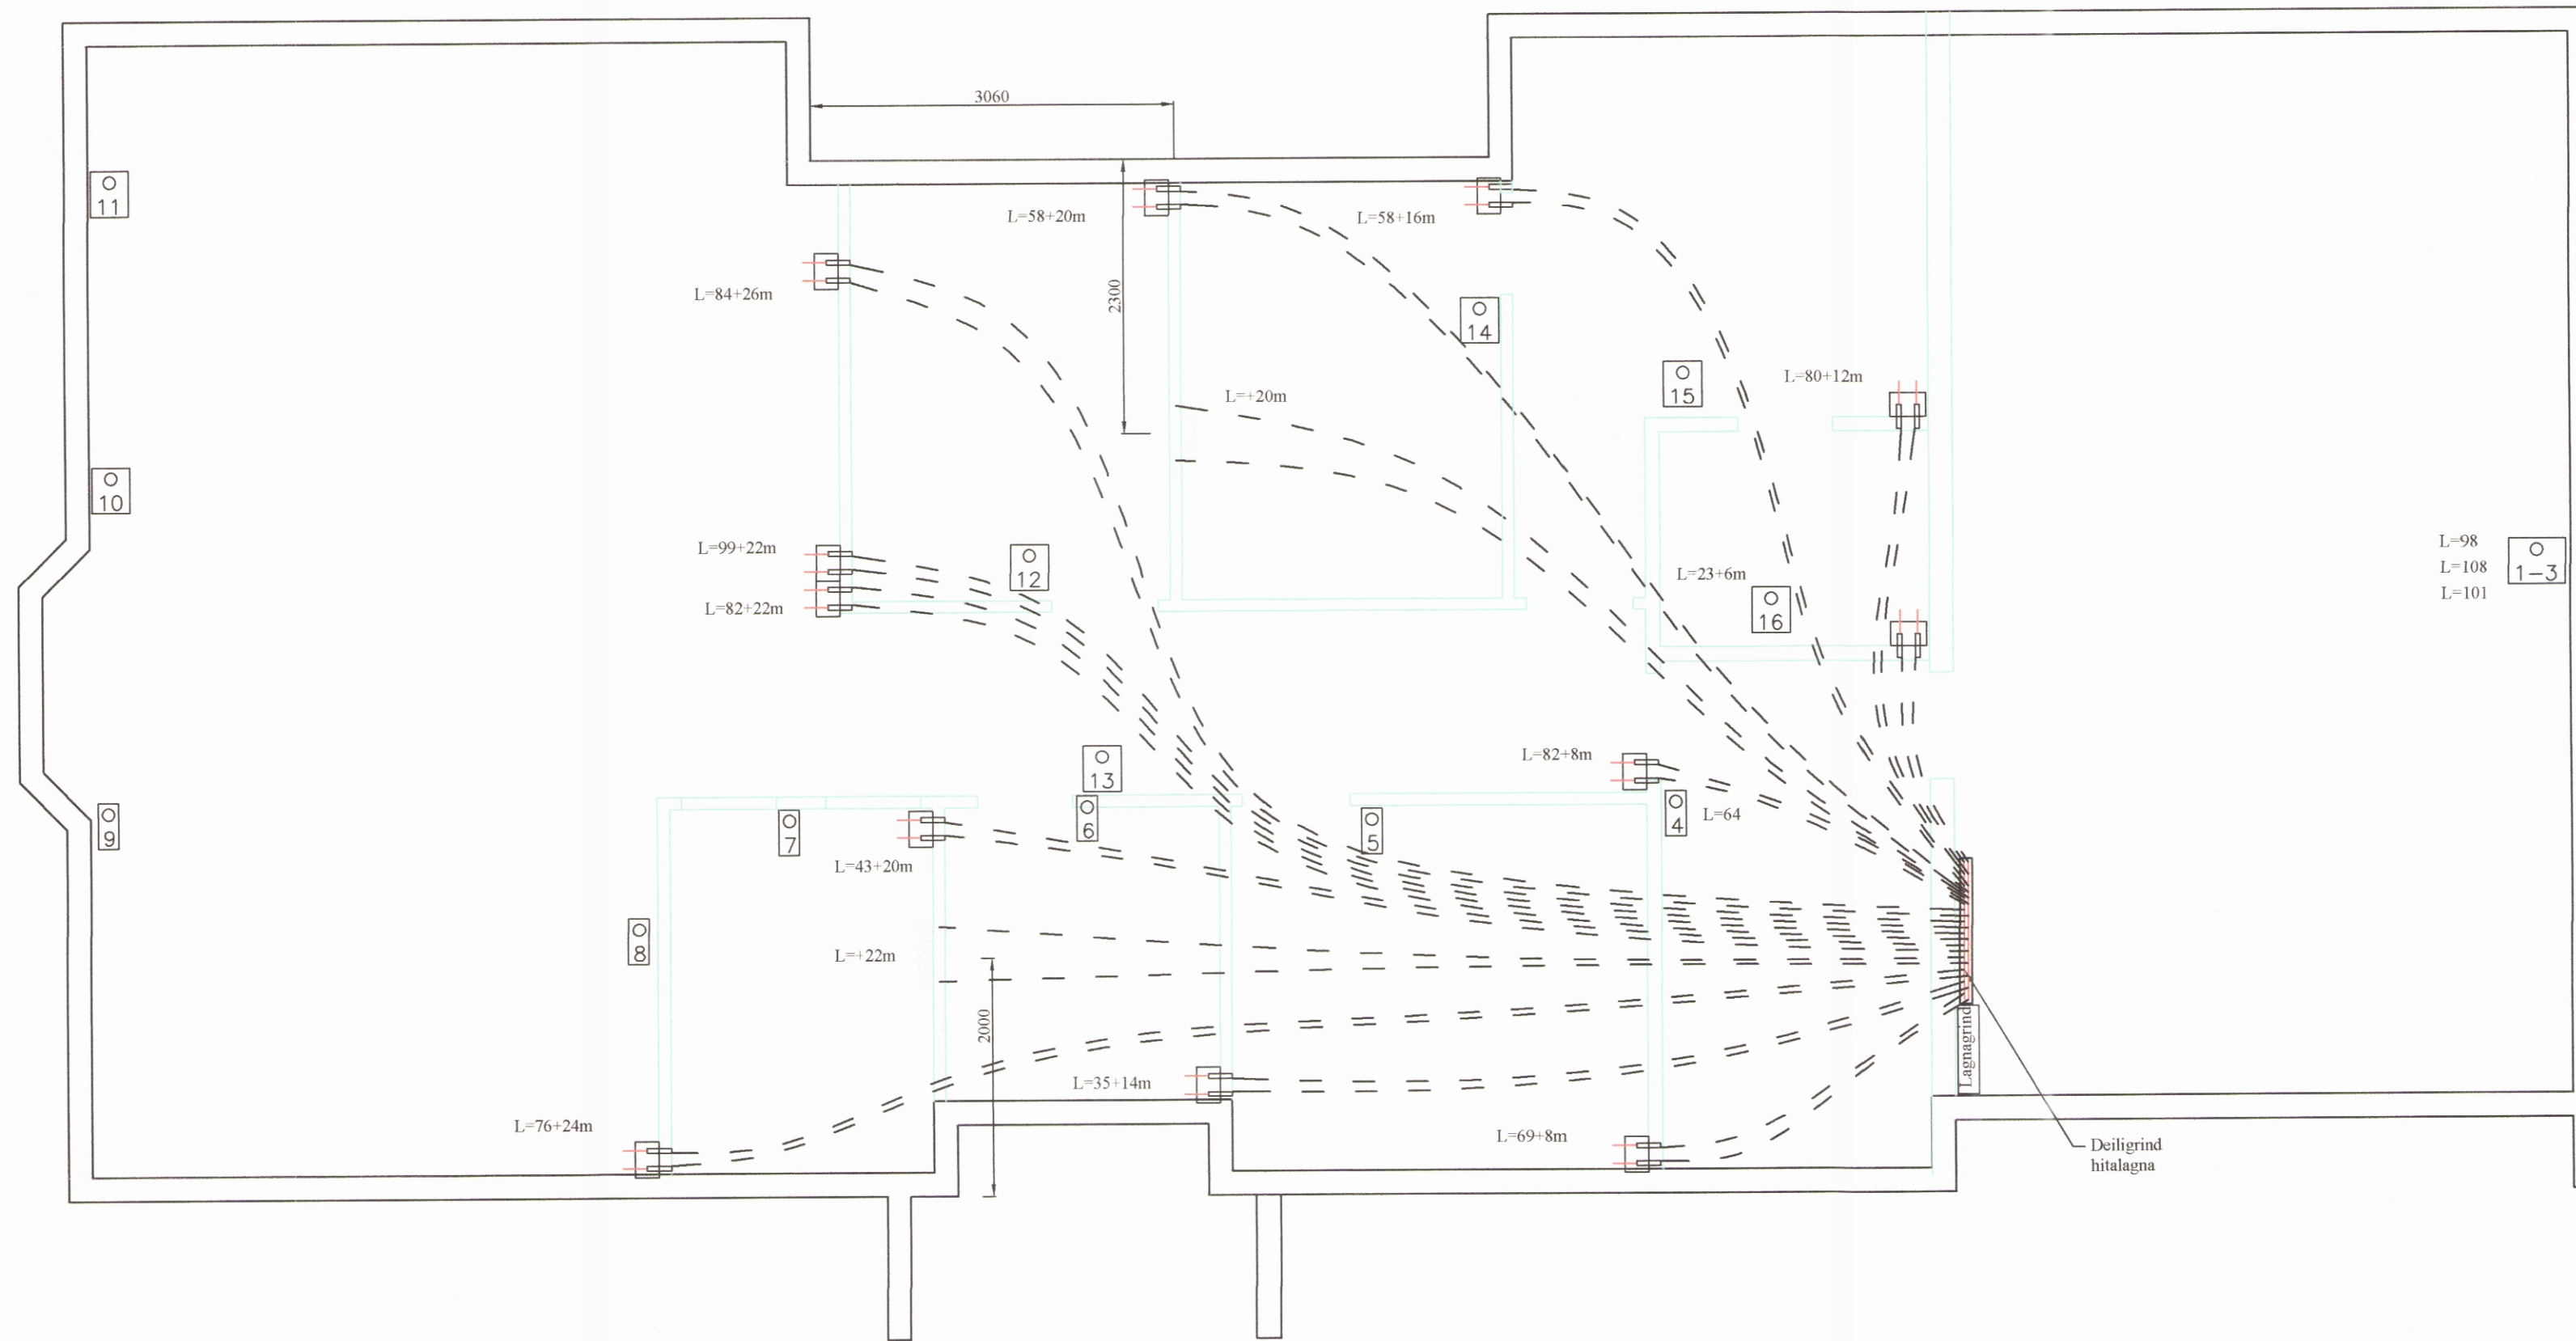 3060
11
L=58+20m
L=58+16m
L=84+26m
2300
14
15
L=80+12m
L=+20m
10
L=99+22m
12
L=98
L=108
L=101
1-3
L=23+6m
16
L=82+22m
13
L=82+8m
9
7
6
5
4
L=64
L=43+20m
8
L=+22m
2000
L=35+14m
Lagnagrind
L=76+24m
L=69+8m
Deiligrind
hitalagna